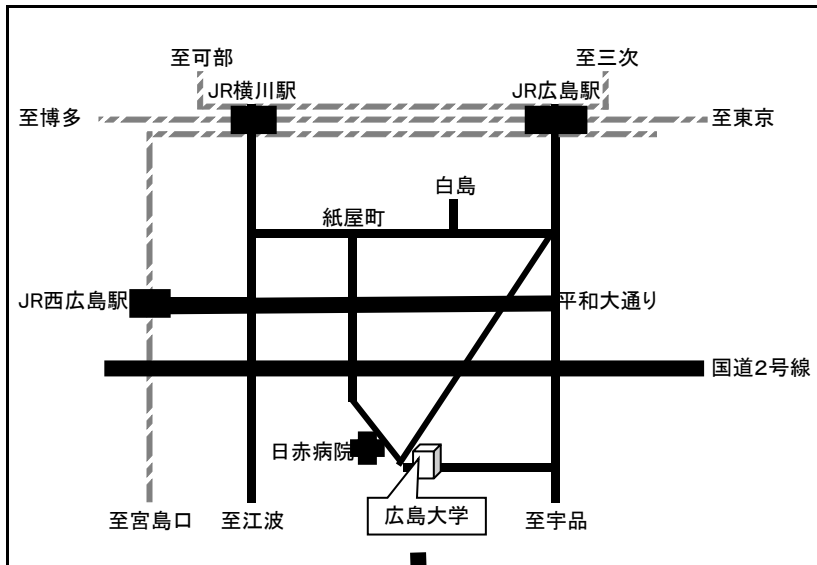 至可部
至三次
JR横川駅
JR広島駅
至博多
至東京
白島
紙屋町
JR西広島駅
平和大通り
国道2号線
日赤病院
広島大学
至宮島口
至江波
至宇品